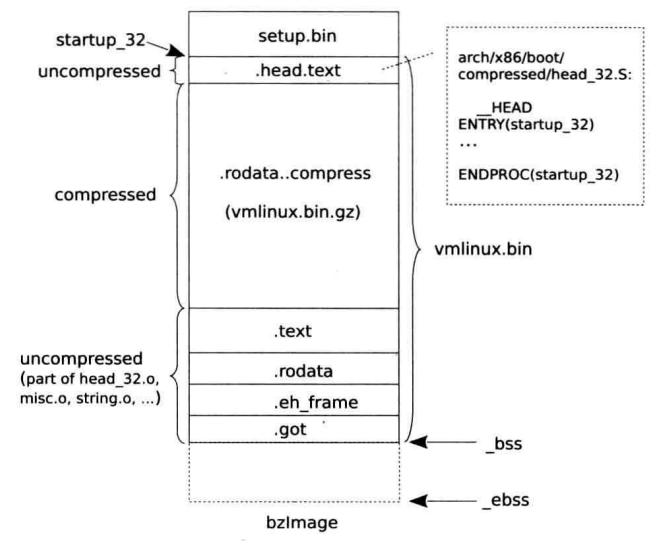 setup.bin
startup_32
uncompressed
.head.text
arch/x86/boot/
compressed/head_32.S:
__HEAD
ENTRY(startup_32)
...
ENDPROC(startup_32)
.rodata..compress
(vmlinux.bin.gz)
compressed
vmlinux.bin
.text
uncompressed
(part of head_32.o,
misc.o, string.o, ...)
.rodata
.eh_frame
.got
_bss
_ebss
bzImage